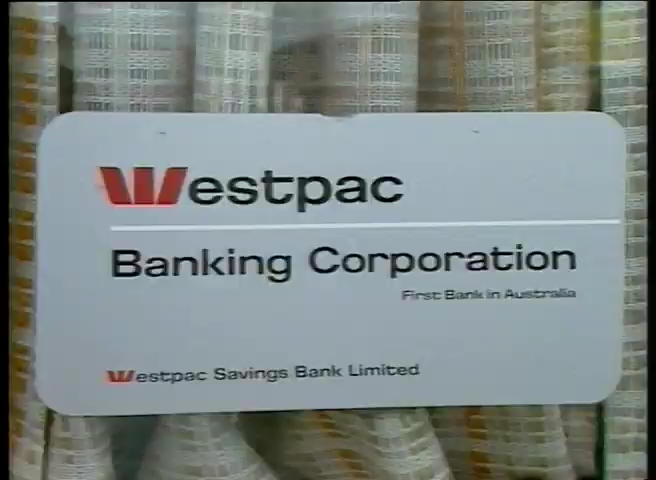 Westpac
Banking Corporation
First Bank in Australia
Westpac Savings Bank Limited